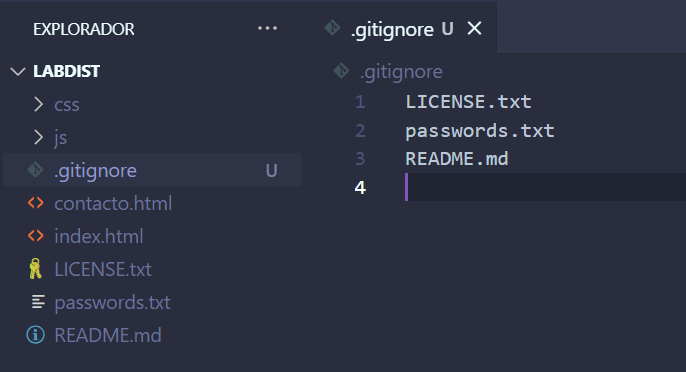 EXPLORADOR ...
.gitignore U
LABDIST
css
js
.gitignore U
contacto.html
index.html
LICENSE.txt
passwords.txt
README.md
.gitignore
1 LICENSE.txt
2 passwords.txt
3 README.md
4